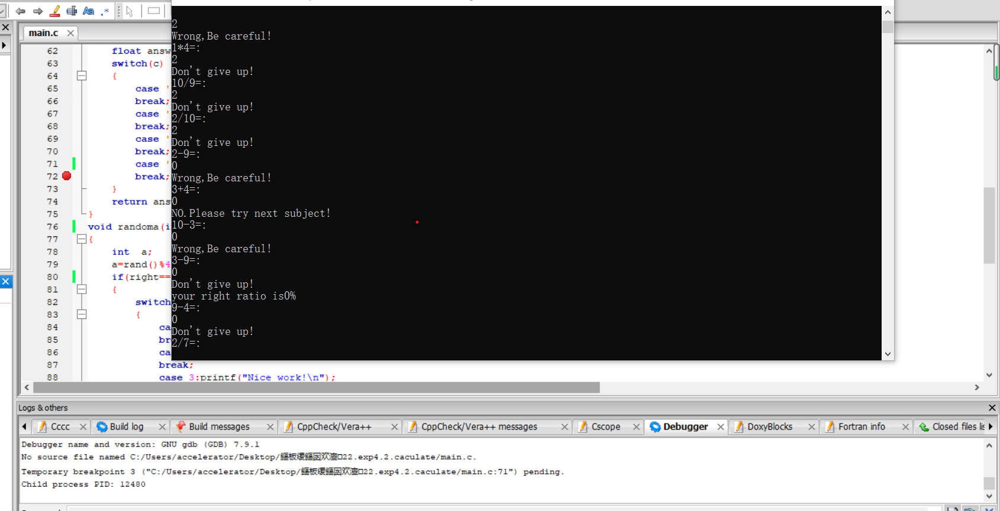 main.c
62 float answ
63 switch(c)
64 {
65 case '
66 break;
67 case '
68 break;
69 case '
70 break;
71 case '
72 break;
73 }
74 return ans
75 }
76 void randoma(i
77 {
78 int a;
79 a=rand()%4
80 if(right==
81 {
82 switch
83 {
84 ca
85 br
86 ca
87 break;
88 case 3:printf("Nice work!\n");
2
Wrong,Be careful!
1*4=:
2
Don't give up!
10/9=:
2
Don't give up!
2/10=:
2
Don't give up!
2-9=:
0
Wrong,Be careful!
3+4=:
0
NO.Please try next subject!
10-3=:
0
Wrong,Be careful!
3-9=:
0
Don't give up!
your right ratio is0%
9-4=:
0
Don't give up!
2/7=:
Logs & others
Cccc Build log Build messages CppCheck/Vera++ CppCheck/Vera++ messages Cscope Debugger DoxyBlocks Fortran info Closed files lis
Debugger name and version: GNU gdb (GDB) 7.9.1
No source file named C:/Users/accelerator/Desktop/22.exp4.2.caculate/main.c.
Temporary breakpoint 3 ("C:/Users/accelerator/Desktop/22.exp4.2.caculate/main.c:71") pending.
Child process PID: 12480